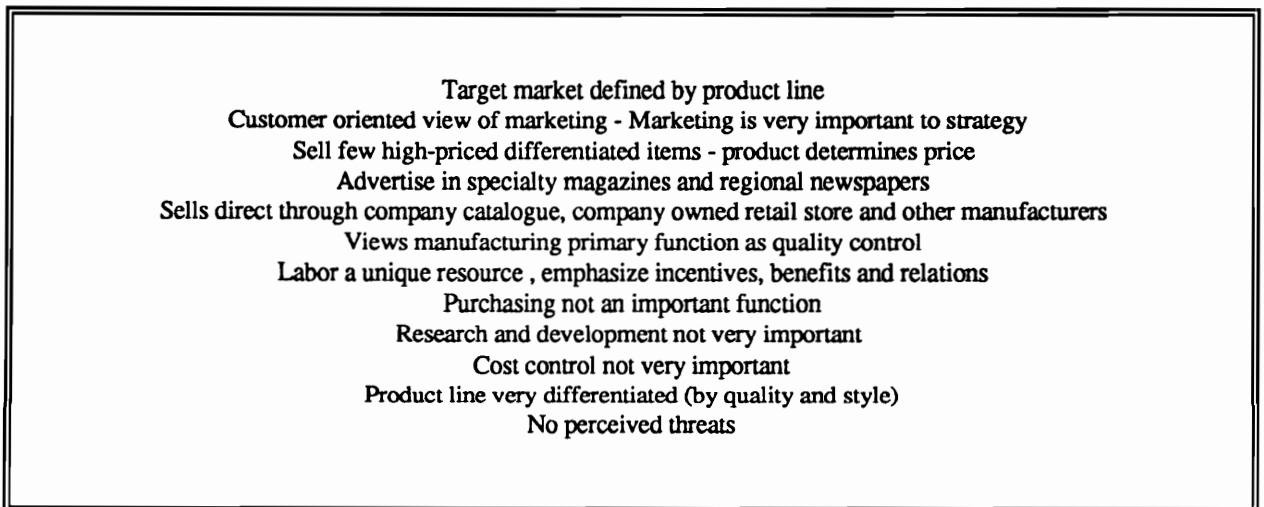 Target market defined by product line
Customer oriented view of marketing - Marketing is very important to strategy
Sell few high-priced differentiated items - product determines price
Advertise in specialty magazines and regional newspapers
Sells direct through company catalogue, company owned retail store and other manufacturers
Views manufacturing primary function as quality control
Labor a unique resource , emphasize incentives, benefits and relations
Purchasing not an important function
Research and development not very important
Cost control not very important
Product line very differentiated (by quality and style)
No perceived threats